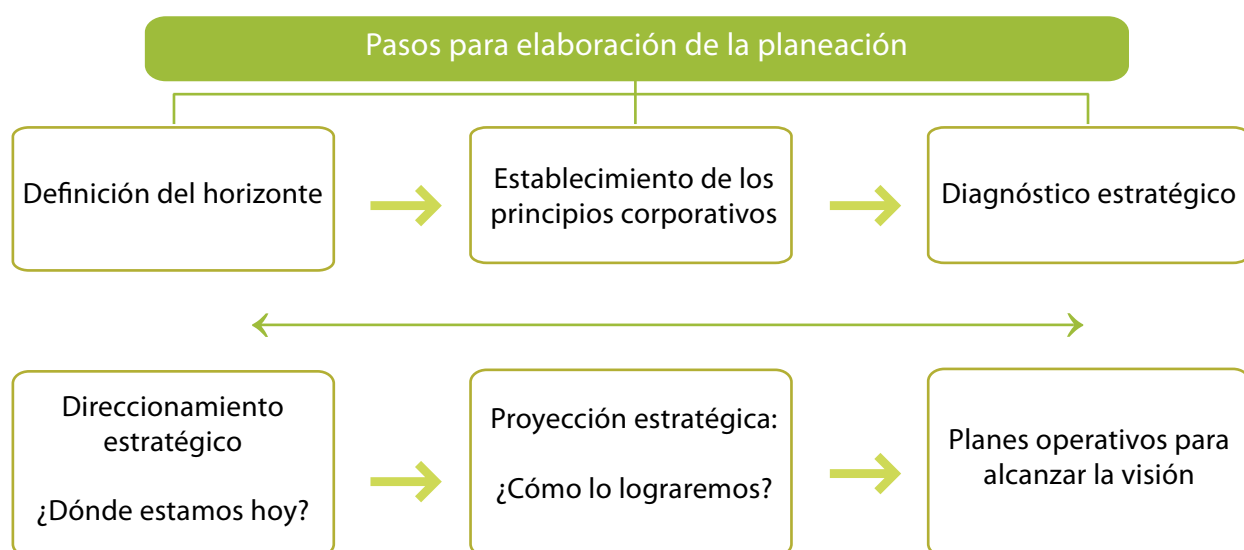 Pasos para elaboración de la planeación
Definición del horizonte
Establecimiento de los
principios corporativos
Diagnóstico estratégico
Direccionamiento
estratégico
¿Dónde estamos hoy?
Proyección estratégica:
¿Cómo lo lograremos?
Planes operativos para
alcanzar la visión